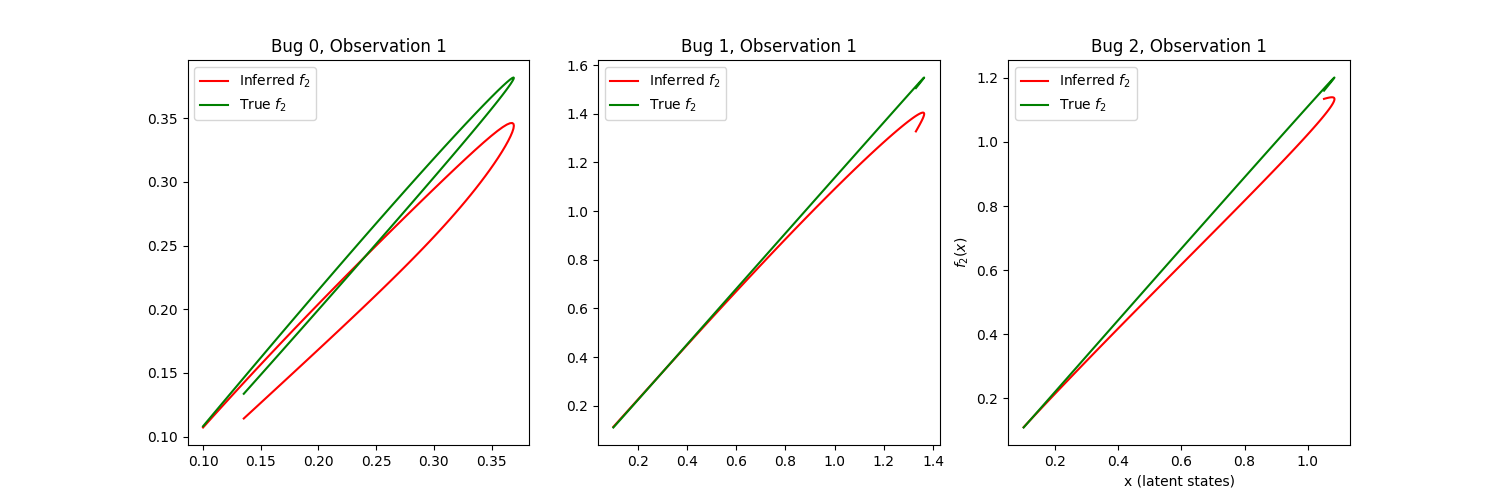 Bug 0, Observation 1
Inferred f₂
True f₂
0.35
0.30
0.25
0.20
0.15
0.10
0.10 0.15 0.20 0.25 0.30 0.35
Bug 1, Observation 1
Inferred f₂
True f₂
1.6
1.4
1.2
1.0
0.8
0.6
0.4
0.2
0.2 0.4 0.6 0.8 1.0 1.2 1.4
Bug 2, Observation 1
Inferred f₂
True f₂
f₂(x)
1.2
1.0
0.8
0.6
0.4
0.2
0.2 0.4 0.6 0.8 1.0
x (latent states)